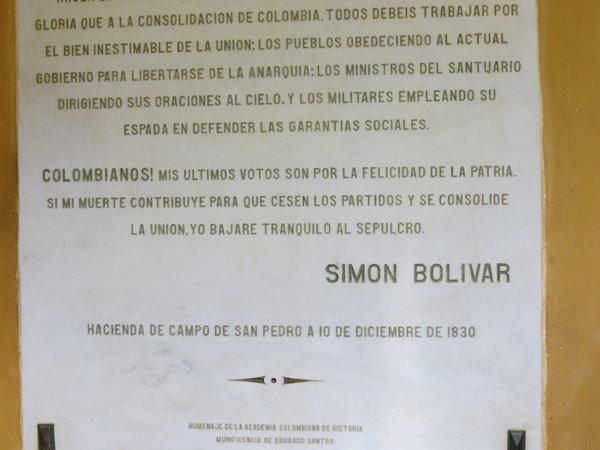 GLORIA QUE A LA CONSOLIDACION DE COLOMBIA. TODOS DEBEIS TRABAJAR POR
EL BIEN INESTIMABLE DE LA UNION: LOS PUEBLOS OBEDECIENDO AL ACTUAL
GOBIERNO PARA LIBERTARSE DE LA ANARQUIA: LOS MINISTROS DEL SANTUARIO
DIRIGIENDO SUS ORACIONES AL CIELO. Y LOS MILITARES EMPLEANDO SU
ESPADA EN DEFENDER LAS GARANTIAS SOCIALES.
COLOMBIANOS! MIS ULTIMOS VOTOS SON POR LA FELICIDAD DE LA PATRIA.
SI MI MUERTE CONTRIBUYE PARA QUE CESEN LOS PARTIDOS Y SE CONSOLIDE
LA UNION, YO BAJARE TRANQUILO AL SEPULCRO.
SIMON BOLIVAR
HACIENDA DE CAMPO DE SAN PEDRO A 10 DE DICIEMBRE DE 1830
HOMENAJE DE LA ACADEMIA COLOMBIANA DE HISTORIA
MUNIFICENCIA DE EDUARDO SANTOS